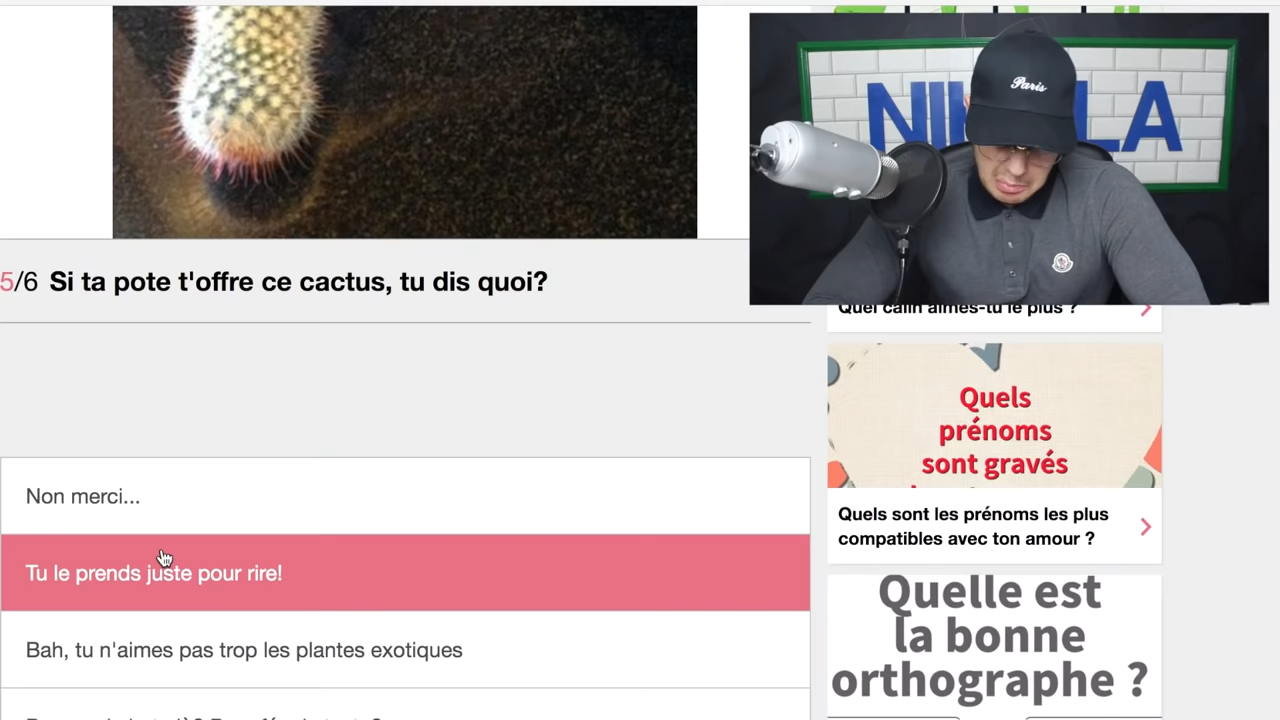 Paris
5/6 Si ta pote t'offre ce cactus, tu dis quoi?
Non merci...
Tu le prends juste pour rire!
Bah, tu n'aimes pas trop les plantes exotiques
Quel calin aimes-tu le plus ?
Quels
prénoms
sont gravés
Quels sont les prénoms les plus
compatibles avec ton amour ?
Quelle est
la bonne
orthographe ?